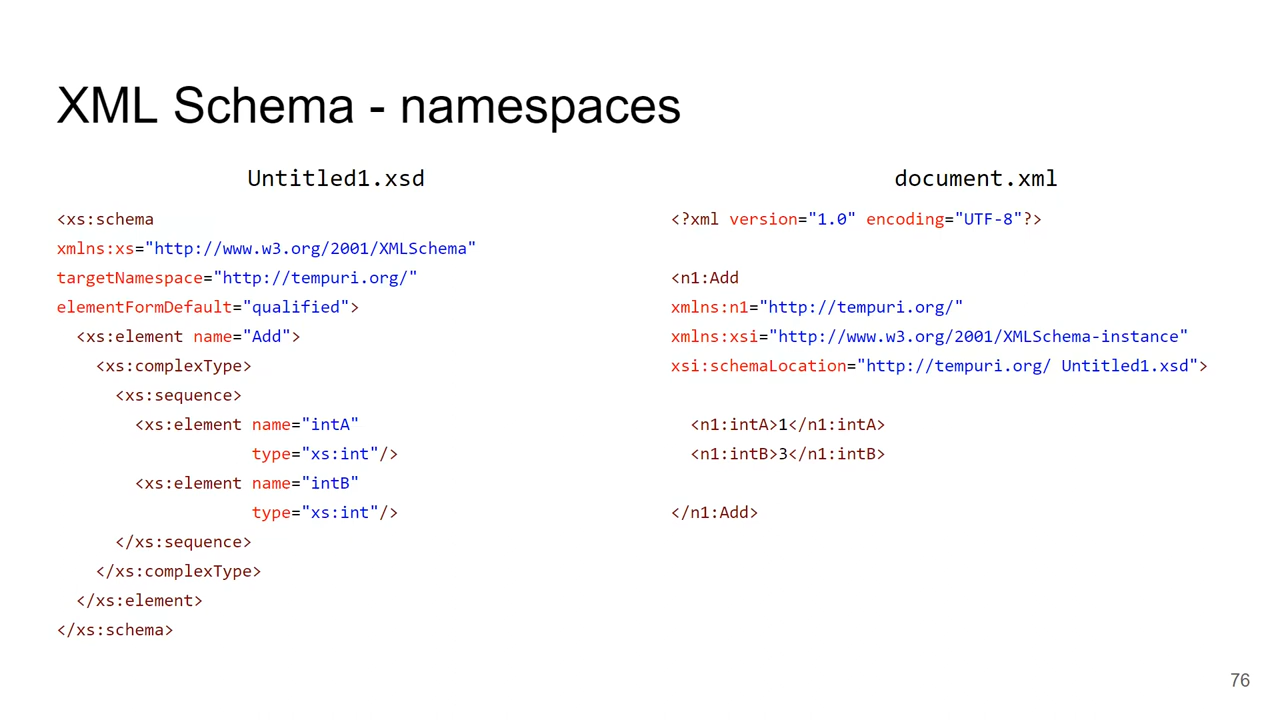 XML Schema - namespaces
Untitled1.xsd
<xs:schema
xmlns:xs="http://www.w3.org/2001/XMLSchema"
targetNamespace="http://tempuri.org/"
elementFormDefault="qualified">
<xs:element name="Add">
<xs:complexType>
<xs:sequence>
<xs:element name="intA"
type="xs:int"/>
<xs:element name="intB"
type="xs:int"/>
</xs:sequence>
</xs:complexType>
</xs:element>
</xs:schema>
document.xml
<?xml version="1.0" encoding="UTF-8"?>
<n1:Add
xmlns:n1="http://tempuri.org/"
xmlns:xsi="http://www.w3.org/2001/XMLSchema-instance"
xsi:schemaLocation="http://tempuri.org/ Untitled1.xsd">
<n1:intA>1</n1:intA>
<n1:intB>3</n1:intB>
</n1:Add>
76